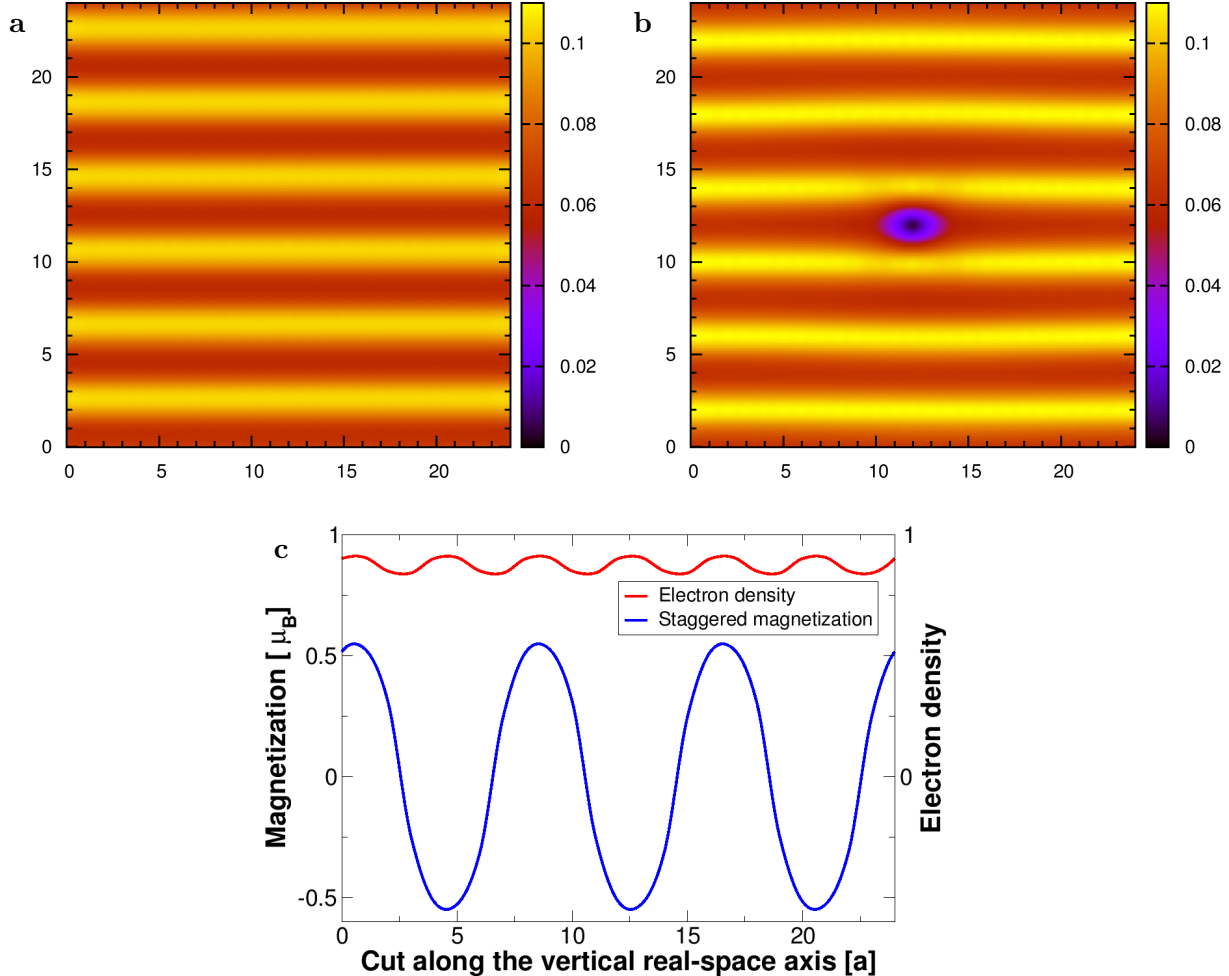 a
20
15
10
5
0
0 5 10 15 20
0.1
0.08
0.06
0.04
0.02
0
b
20
15
10
5
0
0 5 10 15 20
0.1
0.08
0.06
0.04
0.02
0
c
1
0.5
0
-0.5
Magnetization [ μB]
Electron density
Staggered magnetization
1
0
Electron density
0 5 10 15 20
Cut along the vertical real-space axis [a]